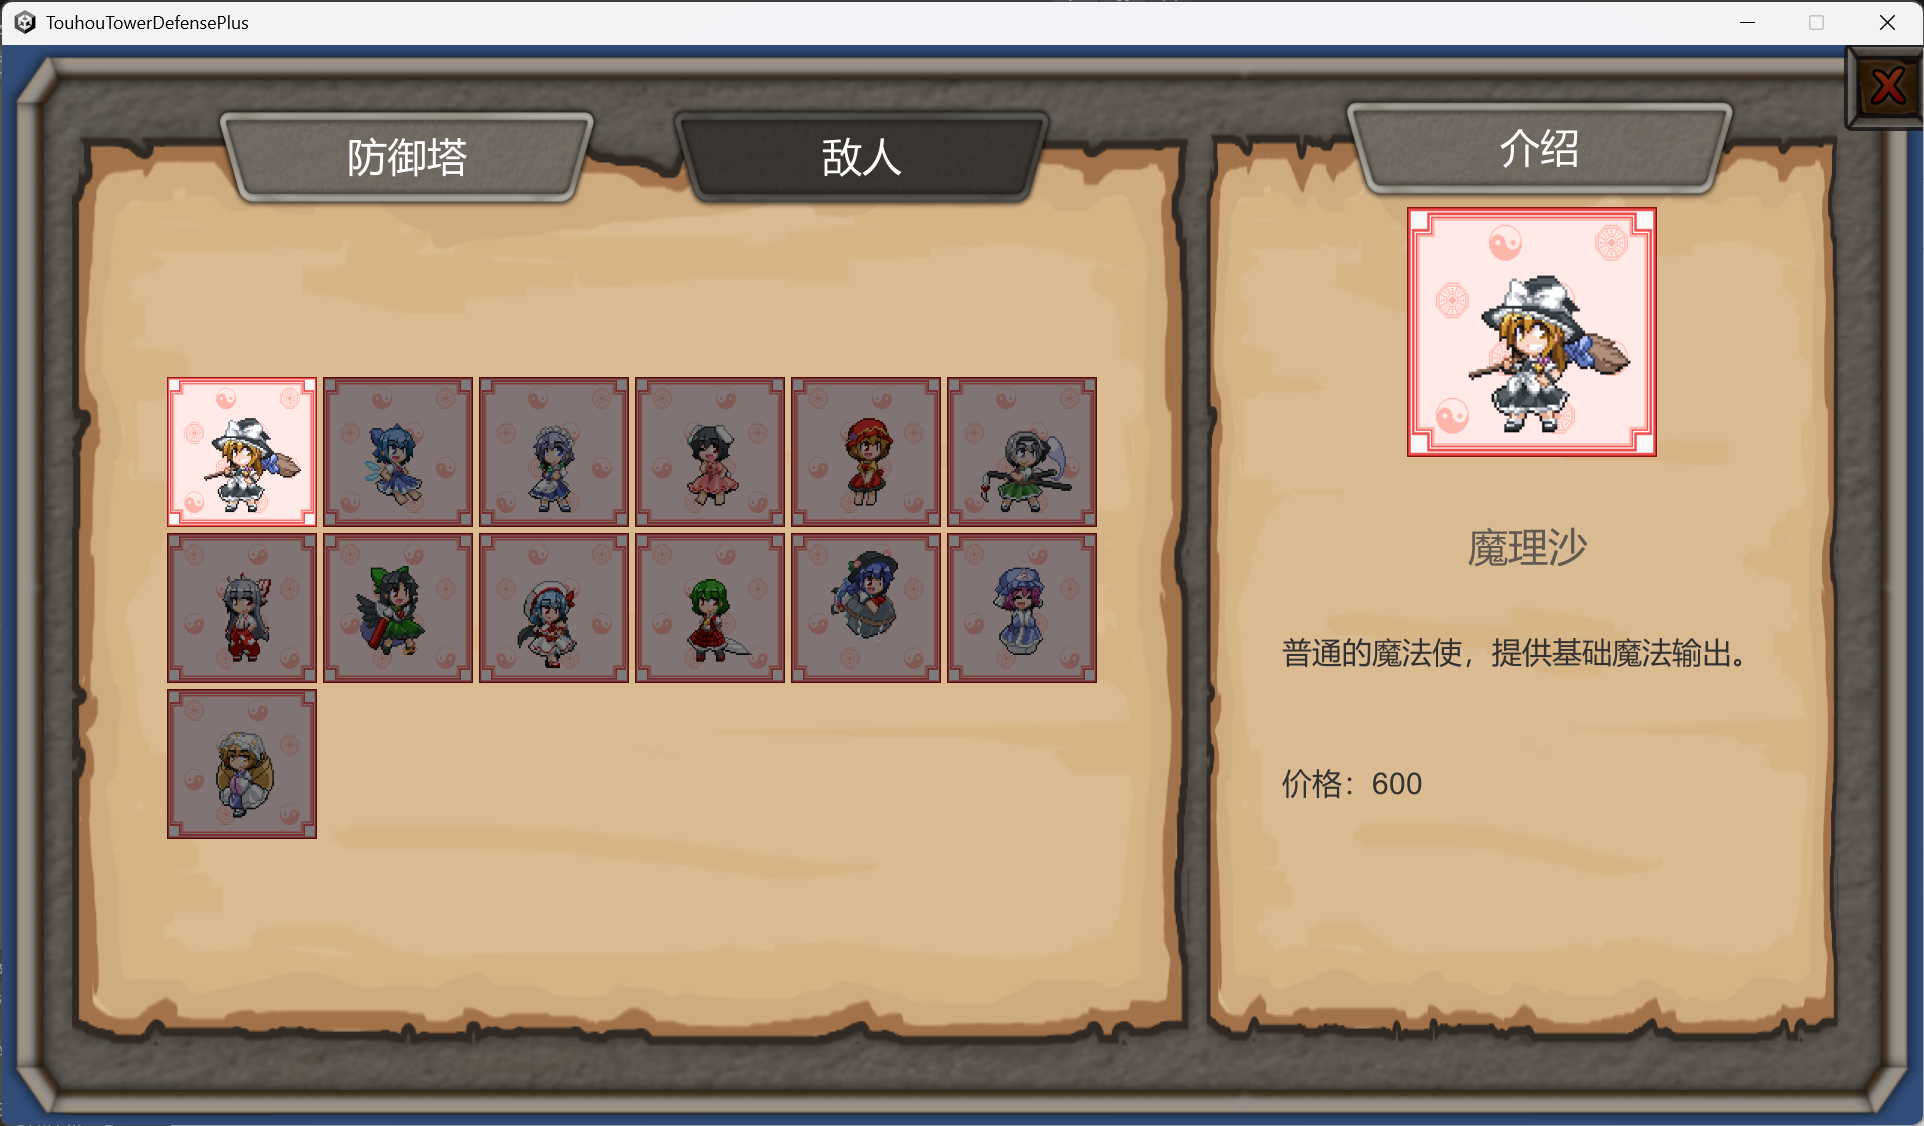 TouhouTowerDefensePlus
防御塔
敌人
介绍
魔理沙
普通的魔法使，提供基础魔法输出。
价格：600